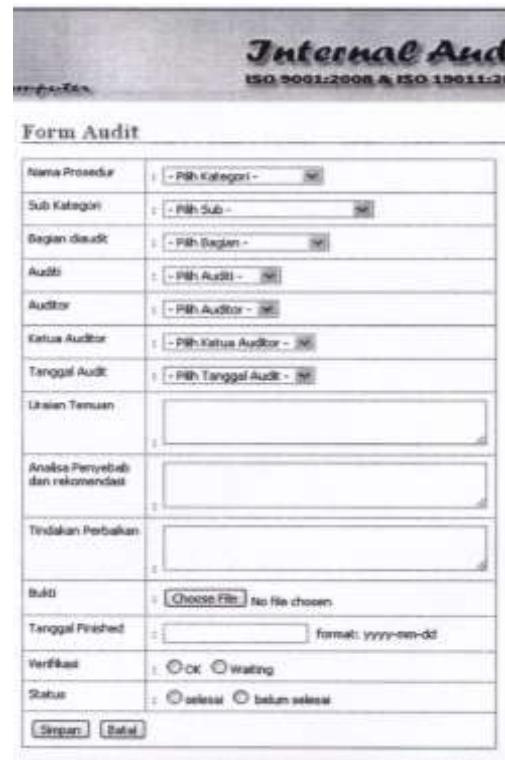 Internal Aud
ISO 9001:2008 & ISO 19011:2
mputer
Form Audit
Nama Prosedur : - Pilih Kategori -
Sub Kategori : - Pilih Sub -
Bagian diaudit : - Pilih Bagian -
Auditi : - Pilih Auditi -
Auditor : - Pilih Auditor -
Ketua Auditor : - Pilih Ketua Auditor -
Tanggal Audit : - Pilih Tanggal Audit -
Uraian Temuan :
Analisa Penyebab
dan rekomendasi :
Tindakan Perbaikan :
Bukti : Choose File No file chosen
Tanggal Finished : format: yyyy-mm-dd
Verifikasi : OK Waiting
Status : selesai belum selesai
Simpan Batal